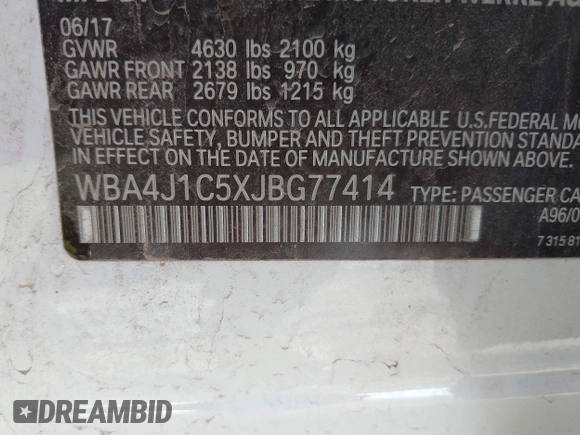 06/17
GVWR 4630 lbs 2100 kg
GAWR FRONT 2138 lbs 970 kg
GAWR REAR 2679 lbs 1215 kg
THIS VEHICLE CONFORMS TO ALL APPLICABLE U.S.FEDERAL MO
VEHICLE SAFETY, BUMPER AND THEFT PREVENTION STANDA
IN EFFECT ON THE DATE OF MANUFACTURE SHOWN ABOVE.
WBA4J1C5XJBG77414 TYPE: PASSENGER CA
A96/0
7 315 81
DREAMBID